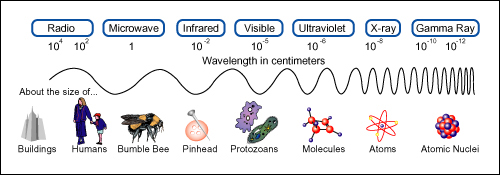 Radio Microwave Infrared Visible Ultraviolet X-ray Gamma Ray
10⁴ 10² 1 10⁻² 10⁻⁵ 10⁻⁶ 10⁻⁸ 10⁻¹⁰ 10⁻¹²
Wavelength in centimeters
About the size of...
Buildings Humans Bumble Bee Pinhead Protozoans Molecules Atoms Atomic Nuclei